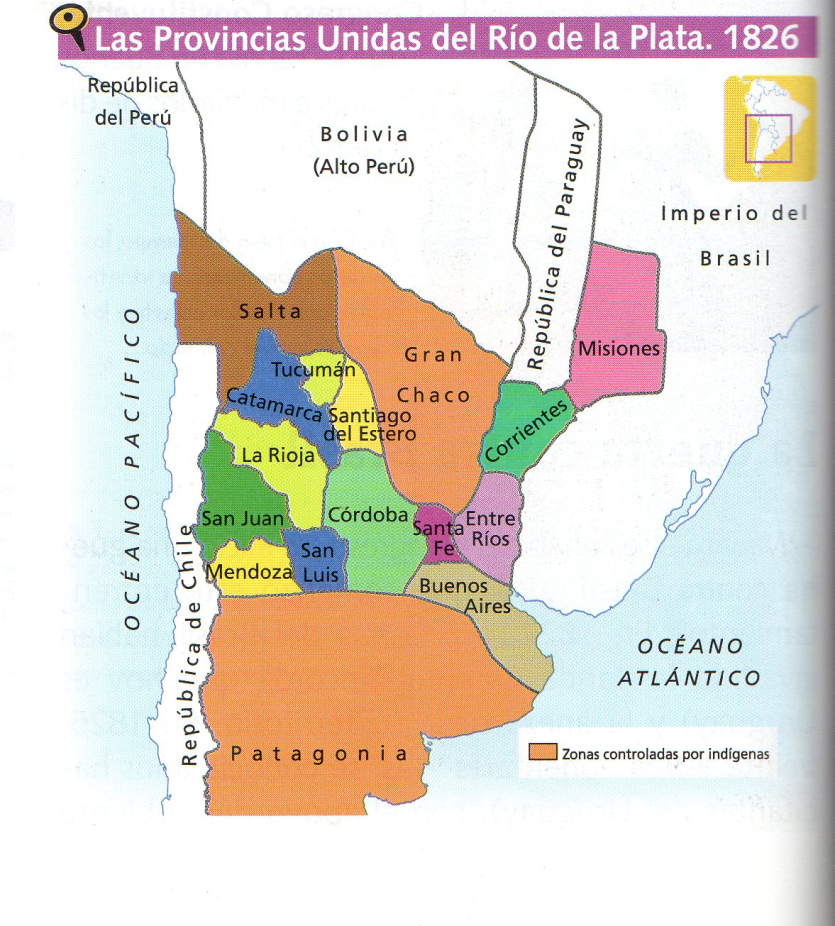 Las Provincias Unidas del Río de la Plata. 1826
República
del Perú
Bolivia
(Alto Perú)
República del Paraguay
Imperio del
Brasil
Salta
Gran
Chaco
Misiones
Tucumán
Catamarca
Santiago
del Estero
Corrientes
La Rioja
San Juan
Córdoba
Santa
Fe
Entre
Ríos
Mendoza
San
Luis
Buenos
Aires
OCÉANO PACÍFICO
República de Chile
OCÉANO
ATLÁNTICO
Patagonia
Zonas controladas por indígenas